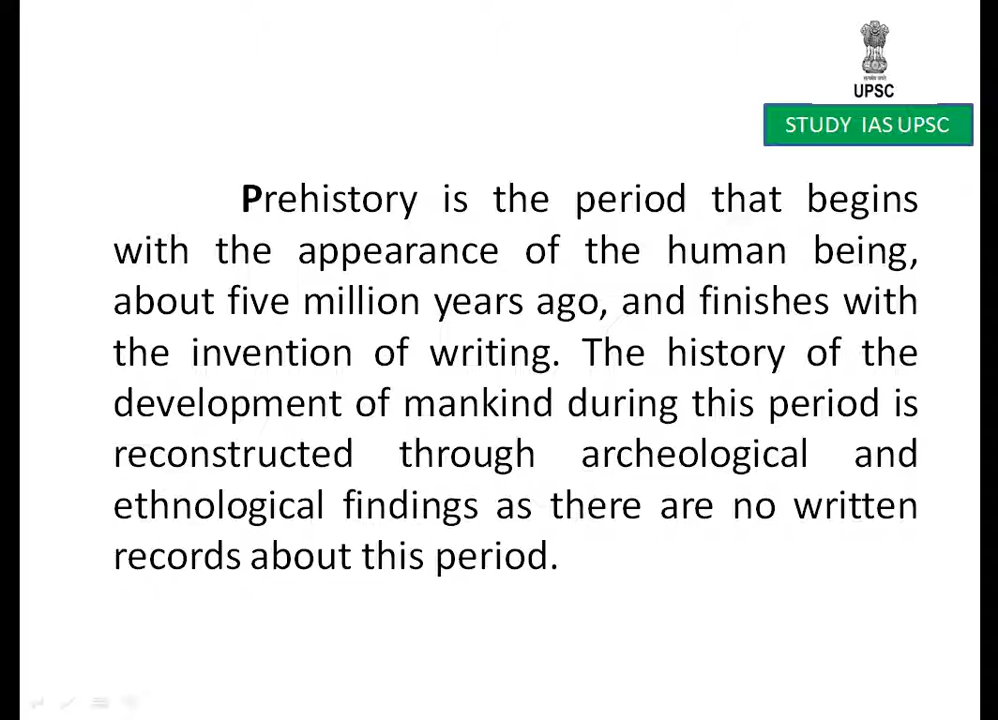 UPSC
STUDY IAS UPSC
Prehistory is the period that begins
with the appearance of the human being,
about five million years ago, and finishes with
the invention of writing. The history of the
development of mankind during this period is
reconstructed through archeological and
ethnological findings as there are no written
records about this period.